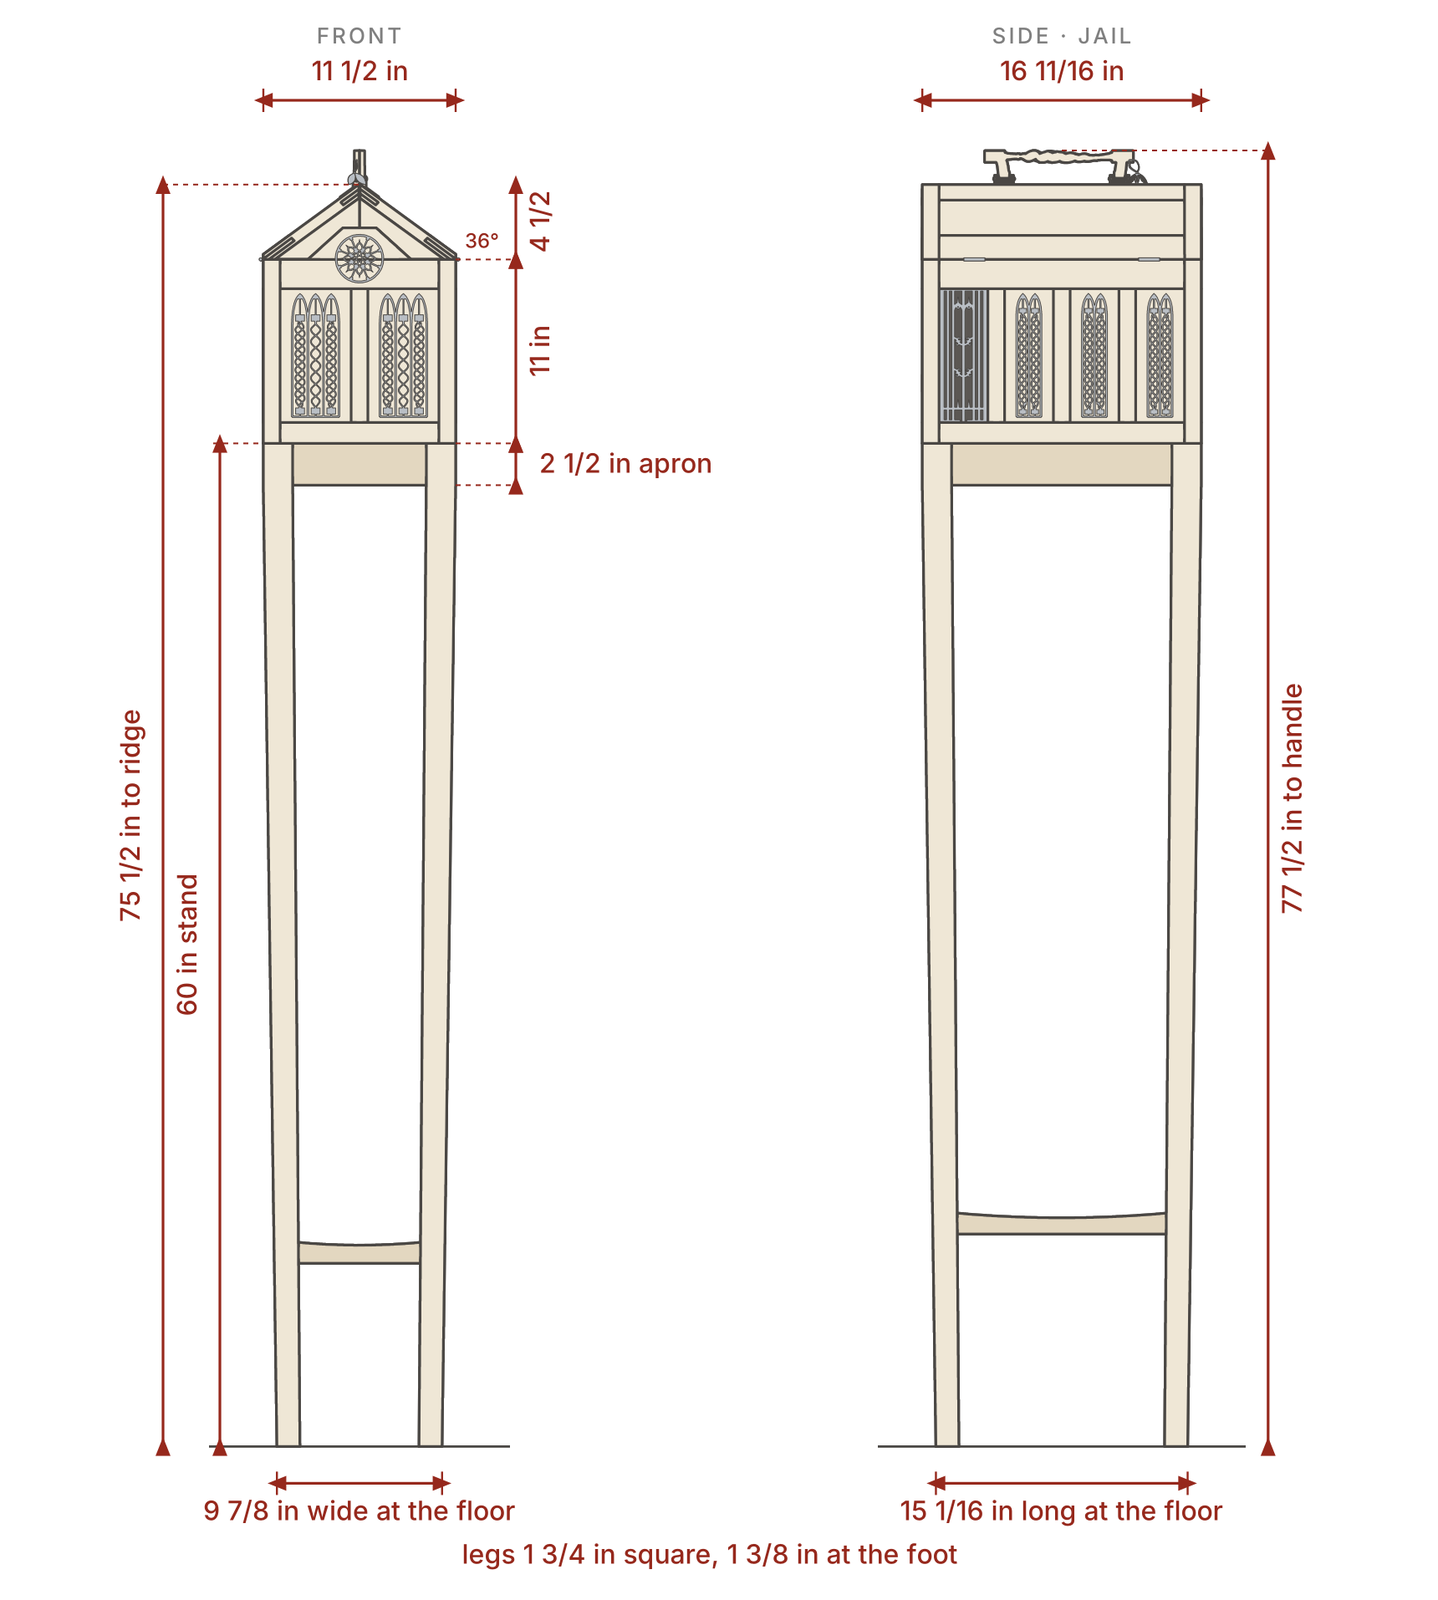 FRONT
11 1/2 in
SIDE · JAIL
16 11/16 in
4 1/2
36°
11 in
2 1/2 in apron
75 1/2 in to ridge
60 in stand
77 1/2 in to handle
9 7/8 in wide at the floor
15 1/16 in long at the floor
legs 1 3/4 in square, 1 3/8 in at the foot